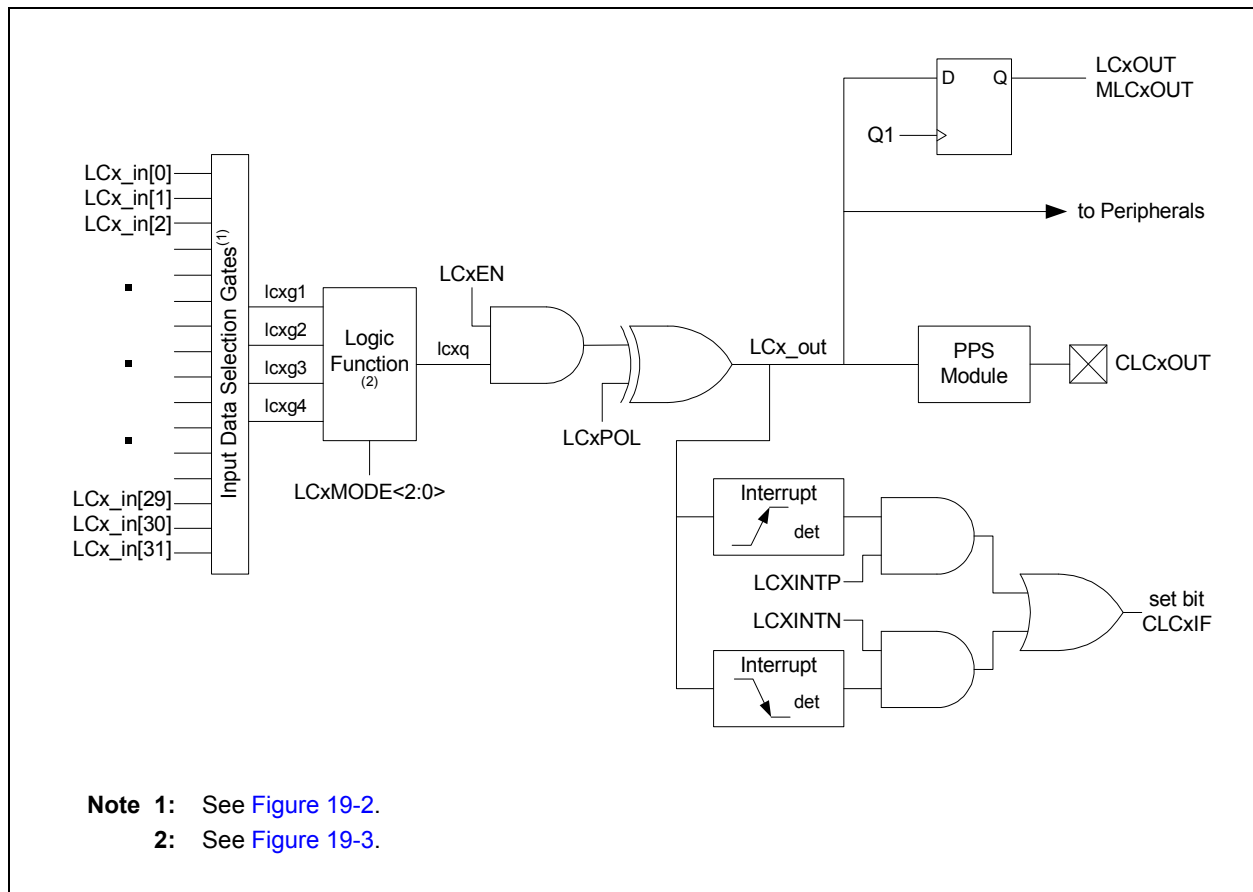 LCxOUT
MLCxOUT
D
Q
Q1
to Peripherals
LCx_in[0]
LCx_in[1]
LCx_in[2]
LCx_in[29]
LCx_in[30]
LCx_in[31]
Input Data Selection Gates(1)
lcxg1
lcxg2
lcxg3
lcxg4
Logic
Function
(2)
LCxMODE<2:0>
lcxq
LCxEN
LCxPOL
LCx_out
PPS
Module
CLCxOUT
Interrupt
det
LCXINTP
LCXINTN
Interrupt
det
set bit
CLCxIF
Note 1: See Figure 19-2.
2: See Figure 19-3.